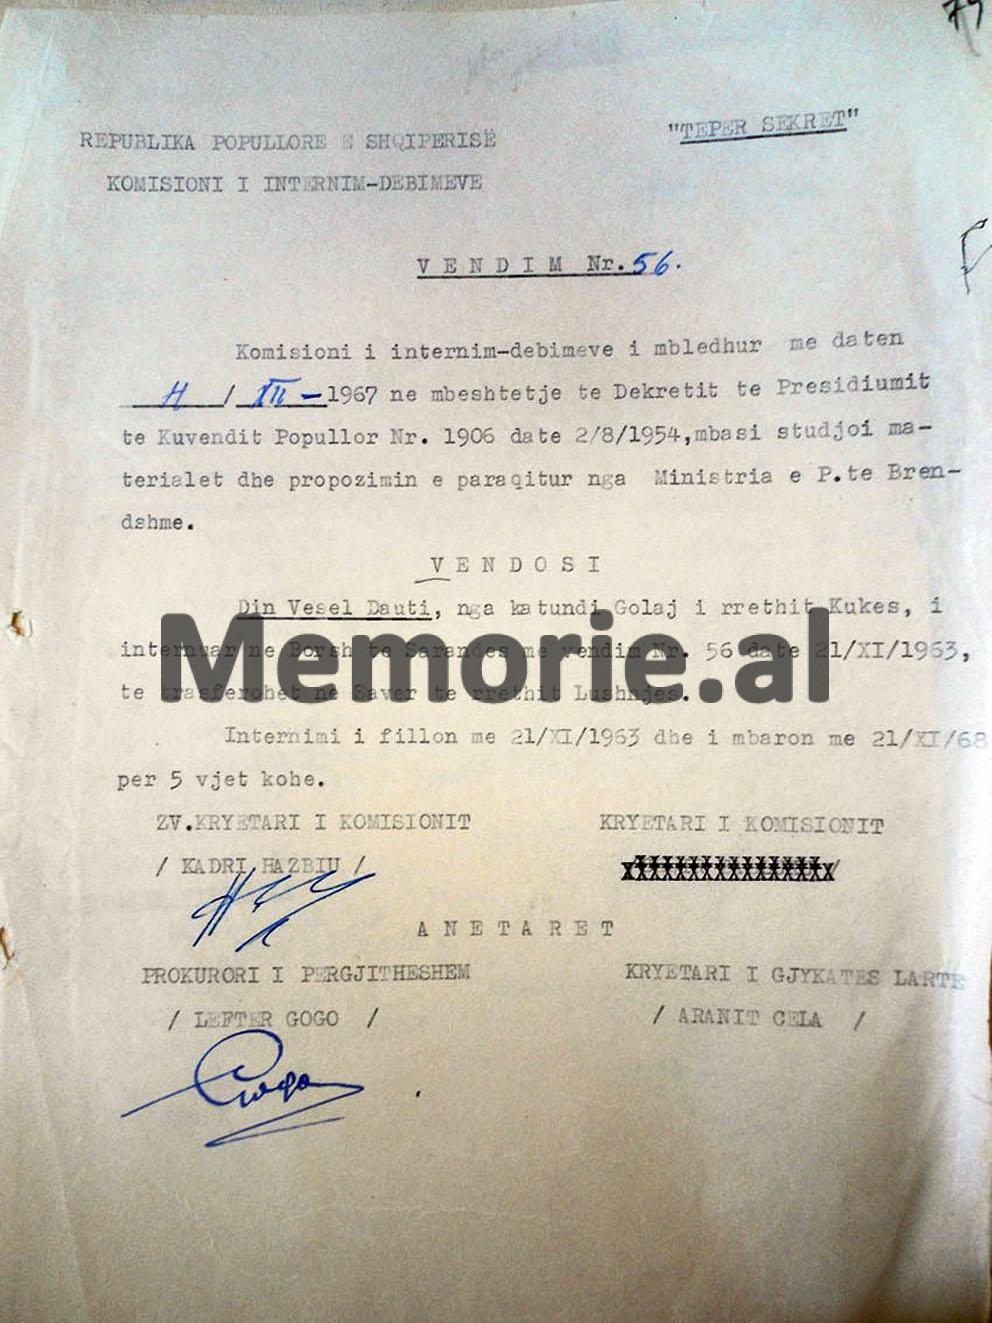 "TEPER SEKRET"
REPUBLIKA POPULLORE E SHQIPERISË
KOMISIONI I INTERNIM-DEBIMEVE
V E N D I M Nr. 56.
Komisioni i internim-debimeve i mbledhur me daten
/ XII - 1967 ne mbeshtetje te Dekretit te Presidiumit
te Kuvendit Popullor Nr. 1906 date 2/8/1954,mbasi studjoi ma-
terialet dhe propozimin e paraqitur nga Ministria e P.te Bren-
dshme.
V E N D O S I
Din Vesel Dauti, nga katundi Golaj i rrethit Kukes, i
internuar ne Borsh te Sarandes me vendim Nr. 56 date 21/XI/1963,
te trasferohet ne Saver te rrethit Lushnjes.
Memorie.al
Internimi i fillon me 21/XI/1963 dhe i mbaron me 21/XI/68
per 5 vjet kohe.
ZV.KRYETARI I KOMISIONIT KRYETARI I KOMISIONIT
/ KADRI HAZBIU /
A N E T A R E T
PROKURORI I PERGJITHESHEM KRYETARI I GJYKATES LARTE
/ LEFTER GOGO / / ARANIT CELA /